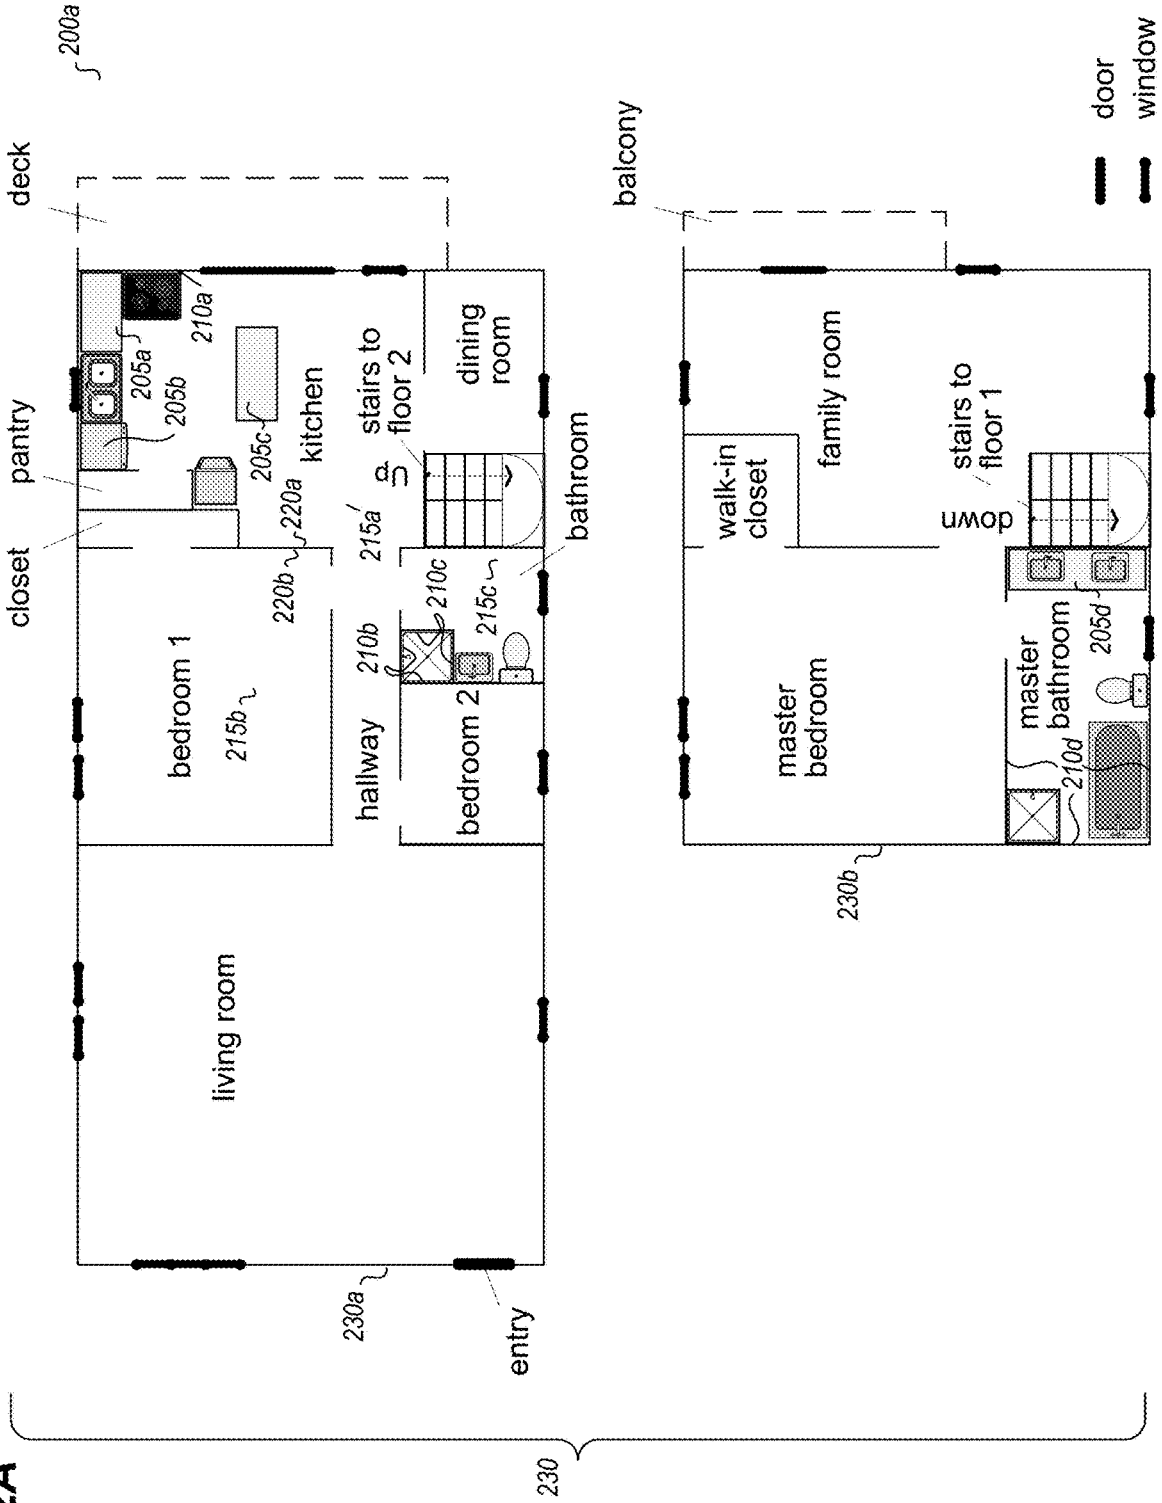 200a
deck
pantry
closet
210a
205a
205b
205c
kitchen
stairs to
floor 2
dining
room
up
bathroom
220a
220b
215a
210c
210b
215c
bedroom 1
215b
hallway
bedroom 2
living room
230a
entry
230
balcony
door
window
family room
walk-in
closet
stairs to
floor 1
down
master
bedroom
master
bathroom
205d
210d
230b